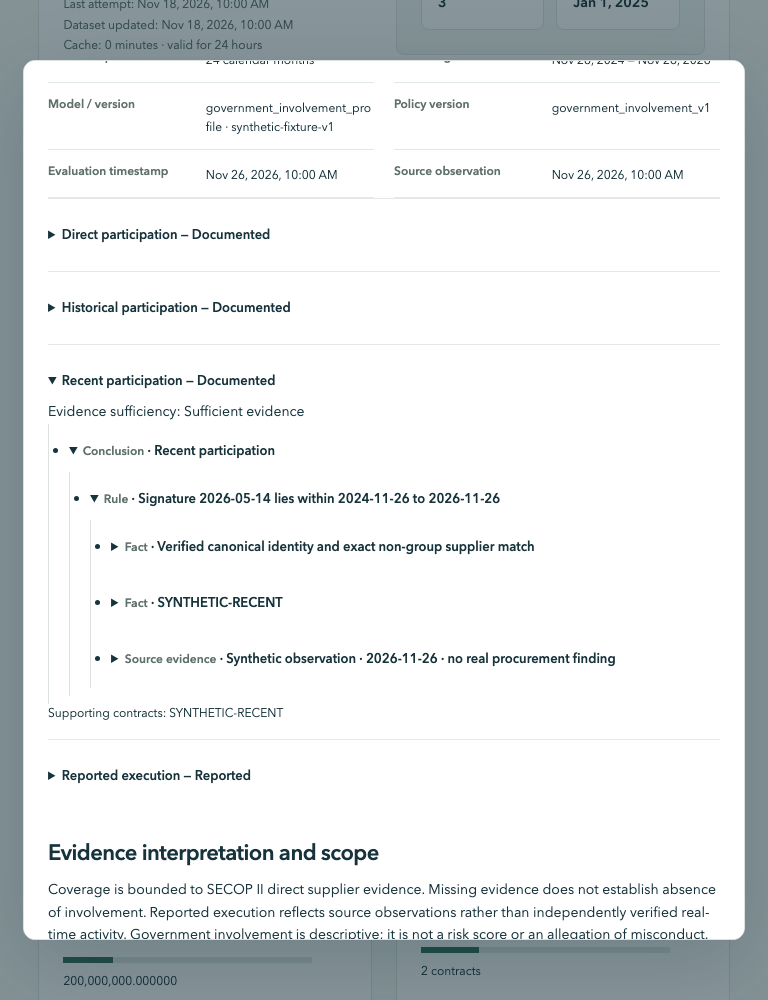 Last attempt: Nov 18, 2026, 10:00 AM
Dataset updated: Nov 18, 2026, 10:00 AM
Cache: 0 minutes · valid for 24 hours
3
Jan 1, 2025
24 calendar months
Nov 26, 2024 – Nov 26, 2026
Model / version
government_involvement_pro
file · synthetic-fixture-v1
Policy version
government_involvement_v1
Evaluation timestamp
Nov 26, 2026, 10:00 AM
Source observation
Nov 26, 2026, 10:00 AM
Direct participation – Documented
Historical participation – Documented
Recent participation – Documented
Evidence sufficiency: Sufficient evidence
Conclusion · Recent participation
Rule · Signature 2026-05-14 lies within 2024-11-26 to 2026-11-26
Fact · Verified canonical identity and exact non-group supplier match
Fact · SYNTHETIC-RECENT
Source evidence · Synthetic observation · 2026-11-26 · no real procurement finding
Supporting contracts: SYNTHETIC-RECENT
Reported execution – Reported
Evidence interpretation and scope
Coverage is bounded to SECOP II direct supplier evidence. Missing evidence does not establish absence
of involvement. Reported execution reflects source observations rather than independently verified real-
time activity. Government involvement is descriptive; it is not a risk score or an allegation of misconduct.
200,000,000.000000
2 contracts